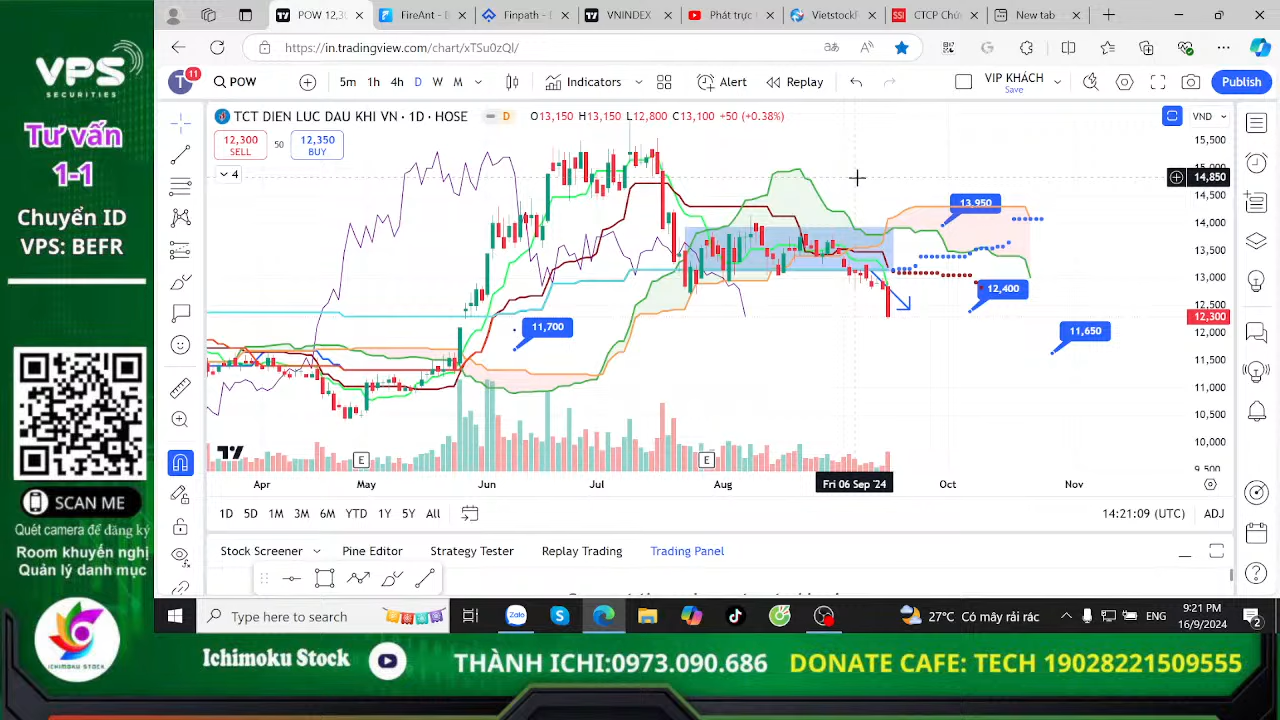 VPS
SECURITIES
Tư vấn
1-1
Chuyển ID
VPS: BEFR
SCAN ME
Quét camera để đăng ký
Room khuyến nghị
Quản lý danh mục
ICHIMOKU STOCK
POW 12,3
FireAnt - B
Finpath -
VNINDEX
Phát trực
VietstockF
SSI
CTCP Chứ
New tab
https://in.tradingview.com/chart/xTSu0zQl/
T
11
POW
5m 1h 4h D W M
Indicator
Alert
Replay
VIP KHÁCH
Save
Publish
TCT DIEN LUC DAU KHI VN · 1D · HOSE
D
O13,150 H13,150 L12,800 C13,100 +50 (+0.38%)
VND
12,300
SELL
50
12,350
BUY
4
15,500
14,850
14,500
14,000
13,500
13,000
12,500
12,300
12,000
11,500
11,000
10,500
10,000
9,500
13,950
12,400
11,700
11,650
E
E
Apr
May
Jun
Jul
Aug
Fri 06 Sep '24
Oct
Nov
1D 5D 1M 3M 6M YTD 1Y 5Y All
14:21:09 (UTC)
ADJ
Stock Screener
Pine Editor
Strategy Tester
Replay Trading
Trading Panel
Type here to search
Zalo
27°C Có mây rải rác
ENG
9:21 PM
16/9/2024
2
Ichimoku Stock
THÀNH ICHI:0973.090.686
DONATE CAFE: TECH 19028221509555